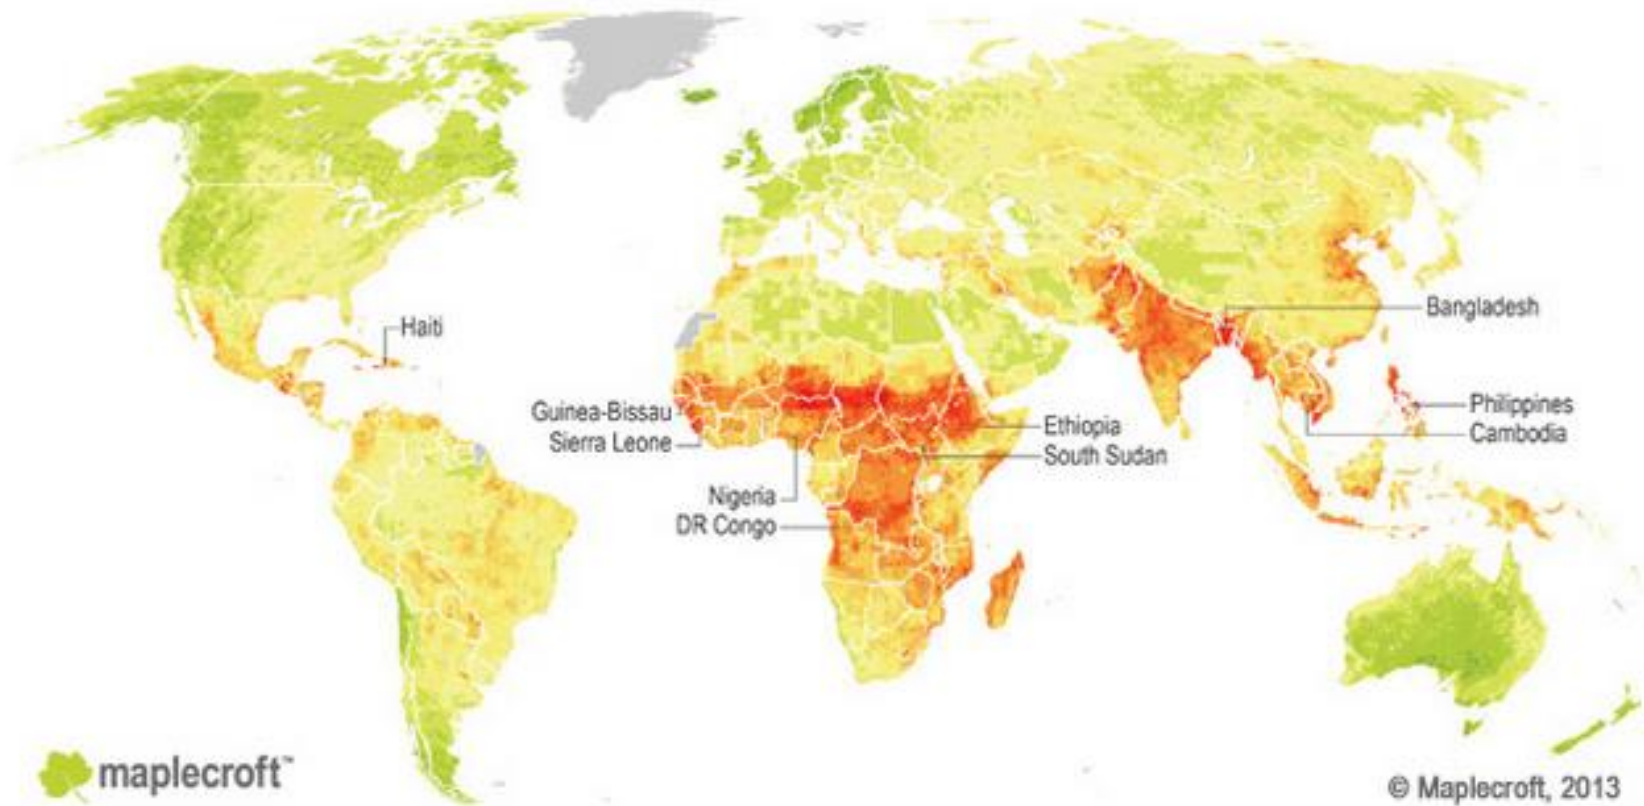 Haiti
Bangladesh
Guinea-Bissau
Sierra Leone
Nigeria
DR Congo
Ethiopia
South Sudan
Philippines
Cambodia
maplecroft™
© Maplecroft, 2013